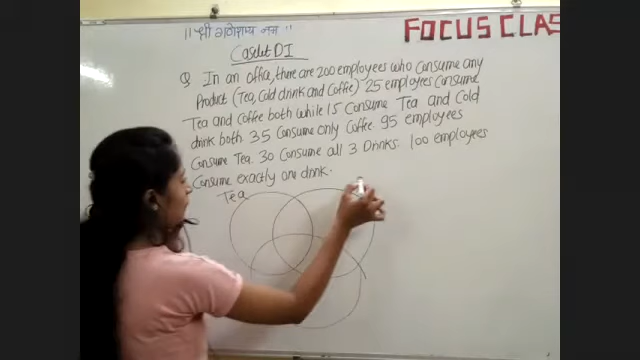 ।। श्री गणेशाय नमः ।।
FOCUS CLAS
Caselet DI
Q In an office, there are 200 employees who consume any
Product (Tea, Cold drink and Coffie) 25 employees Consume
Tea and Coffee both while 15 Consume Tea and Cold
drink both. 35 Consume only Coffee. 95 employees
Consume Tea. 30 Consume all 3 Drinks. 100 employees
Consume exactly one drink.
Tea